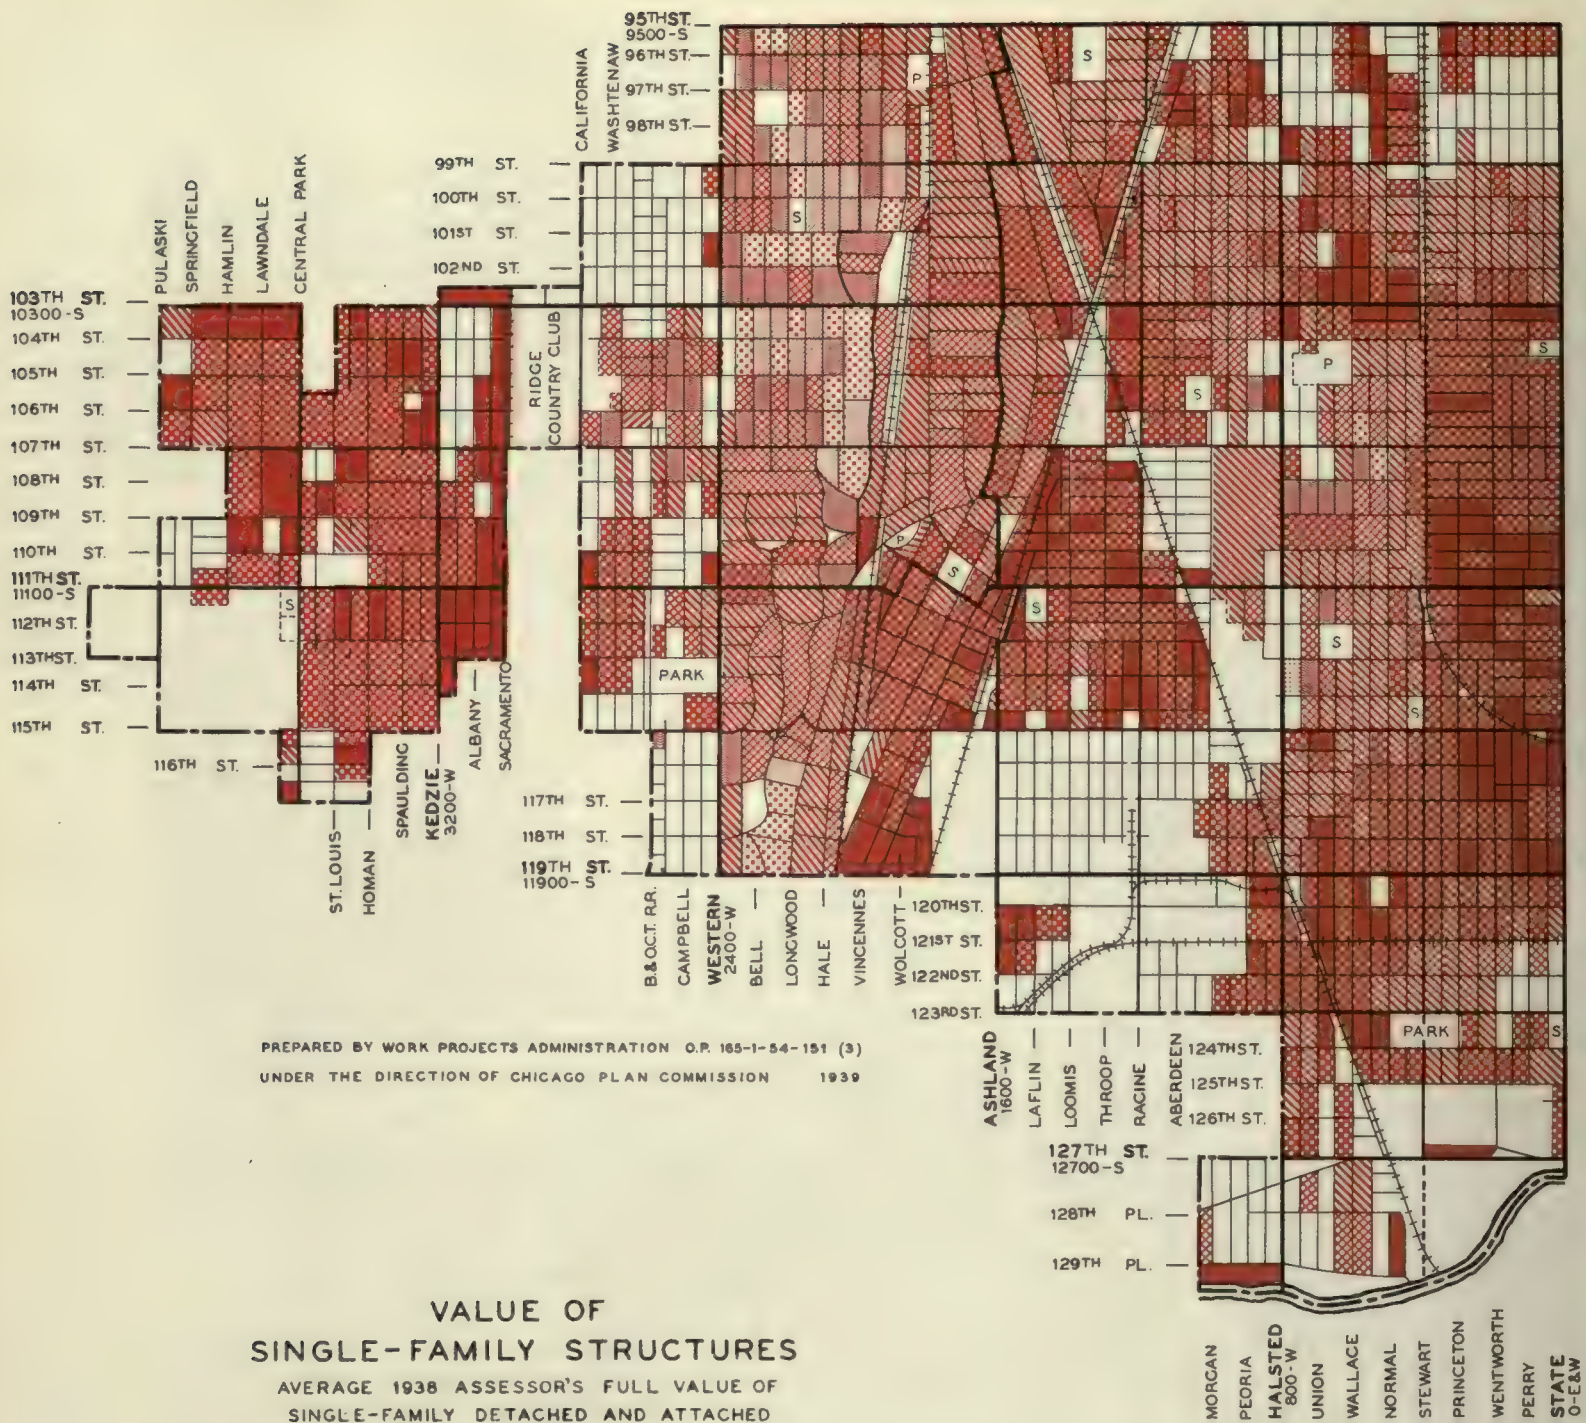 95TH ST.
9500-S
96TH ST.
97TH ST.
98TH ST.
CALIFORNIA
WASHTENAW
99TH ST.
100TH ST.
101ST ST.
102ND ST.
PULASKI
SPRINGFIELD
HAMLIN
LAWNDALE
CENTRAL PARK
103TH ST.
10300-S
104TH ST.
105TH ST.
106TH ST.
107TH ST.
108TH ST.
109TH ST.
110TH ST.
111TH ST.
11100-S
112TH ST.
113TH ST.
114TH ST.
115TH ST.
116TH ST.
RIDGE
COUNTRY CLUB
S
P
S
S
P
S
S
P
S
S
S
S
S
PARK
ST. LOUIS
HOMAN
SPAULDING
KEDZIE
3200-W
ALBANY
SACRAMENTO
117TH ST.
118TH ST.
119TH ST.
11900-S
B.&O.C.T. R.R.
CAMPBELL
WESTERN
2400-W
BELL
LONGWOOD
HALE
VINCENNES
WOLCOTT
120TH ST.
121ST ST.
122ND ST.
123RD ST.
PARK
S
ASHLAND
1600-W
LAFLIN
LOOMIS
THROOP
RACINE
ABERDEEN
124TH ST.
125TH ST.
126TH ST.
127TH ST.
12700-S
128TH PL.
129TH PL.
MORGAN
PEORIA
HALSTED
800-W
UNION
WALLACE
NORMAL
STEWART
PRINCETON
WENTWORTH
PERRY
STATE
0-E&W
PREPARED BY WORK PROJECTS ADMINISTRATION O.P. 165-1-54-151 (3)
UNDER THE DIRECTION OF CHICAGO PLAN COMMISSION 1939
VALUE OF
SINGLE-FAMILY STRUCTURES
AVERAGE 1938 ASSESSOR'S FULL VALUE OF
SINGLE-FAMILY DETACHED AND ATTACHED